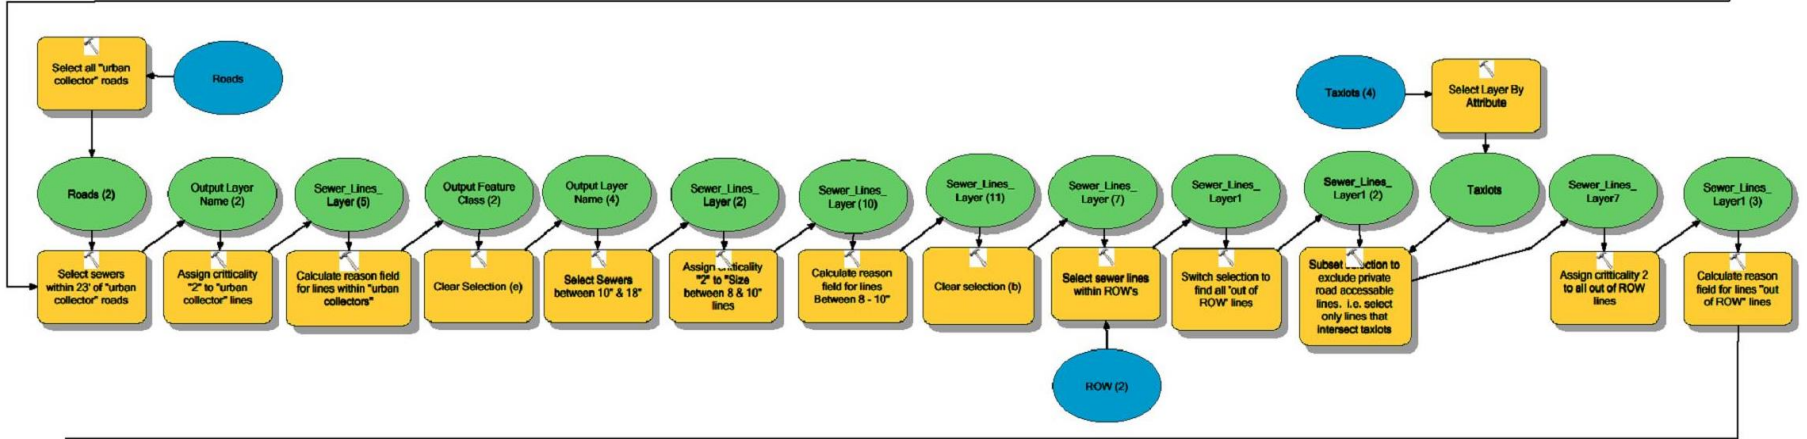 Select all "urban
collector" roads
Roads
Taxlots (4)
Select Layer By
Attribute
Roads (2)
Output Layer
Name (2)
Sewer_Lines_
Layer (5)
Output Feature
Class (2)
Output Layer
Name (4)
Sewer_Lines_
Layer (2)
Sewer_Lines_
Layer (10)
Sewer_Lines_
Layer (11)
Sewer_Lines_
Layer (7)
Sewer_Lines_
Layer1
Sewer_Lines_
Layer1 (2)
Taxlots
Sewer_Lines_
Layer7
Sewer_Lines_
Layer1 (3)
Select sewers
within 23' of "urban
collector" roads
Assign critticality
"2" to "urban
collector" lines
Calculate reason field
for lines within "urban
collectors"
Clear Selection (e)
Select Sewers
between 10" & 18"
Assign critticality
"2" to "Size
between 8 & 10"
lines
Calculate reason
field for lines
Between 8 - 10"
Clear selection (b)
Select sewer lines
within ROW's
Switch selection to
find all 'out of
ROW' lines
Subset selection to
exclude private
road accessable
lines. i.e. select
only lines that
intersect taxlots
Assign critticality 2
to all out of ROW
lines
Calculate reason
field for lines "out
of ROW" lines
ROW (2)